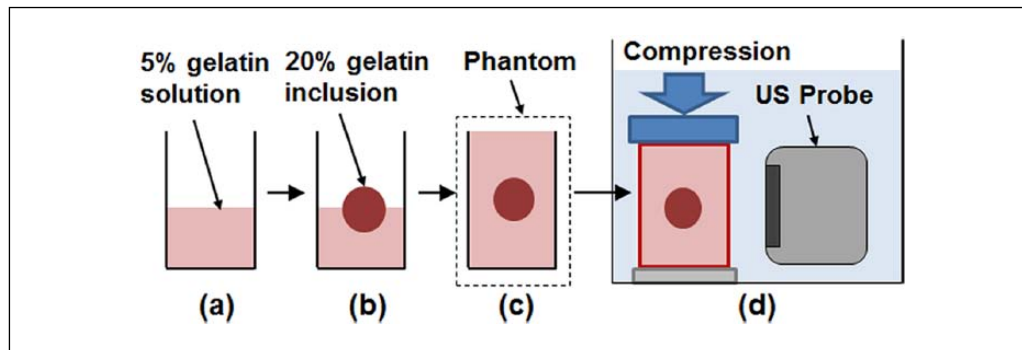 5% gelatin
solution
20% gelatin
inclusion
Phantom
Compression
US Probe
(a)
(b)
(c)
(d)